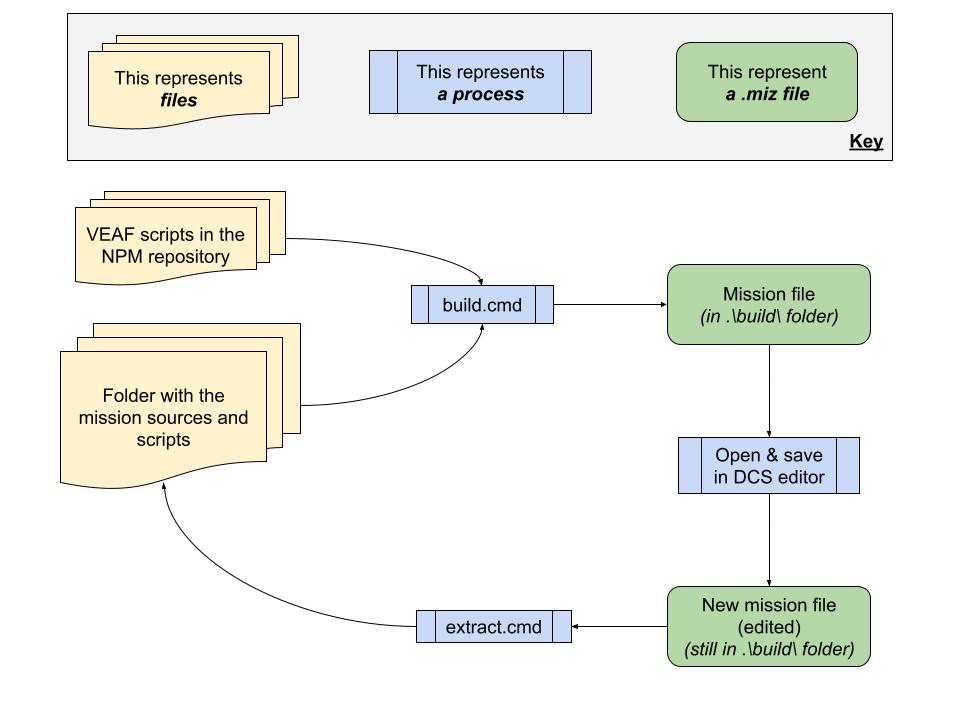 This represents
files
This represents
a process
This represent
a .miz file
Key
VEAF scripts in the
NPM repository
build.cmd
Mission file
(in .\build\ folder)
Folder with the
mission sources and
scripts
Open & save
in DCS editor
extract.cmd
New mission file
(edited)
(still in .\build\ folder)